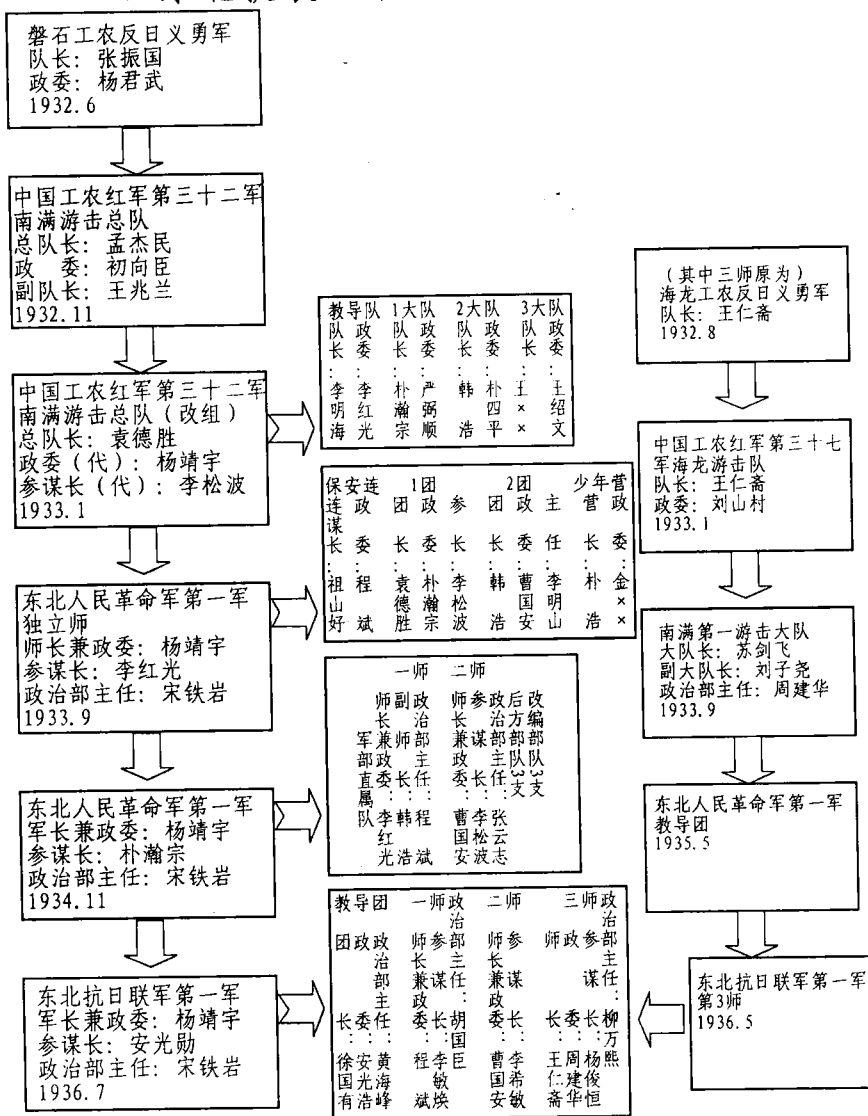 磐石工农反日义勇军
队长：张振国
政委：杨君武
1932.6
中国工农红军第三十二军
南满游击总队
总队长：孟杰民
政　委：初向臣
副队长：王兆兰
1932.11
中国工农红军第三十二军
南满游击总队（改组）
总队长：袁德胜
政委（代）：杨靖宇
参谋长（代）：李松波
1933.1
东北人民革命军第一军
独立师
师长兼政委：杨靖宇
参谋长：李红光
政治部主任：宋铁岩
1933.9
东北人民革命军第一军
军长兼政委：杨靖宇
参谋长：朴瀚宗
政治部主任：宋铁岩
1934.11
东北抗日联军第一军
军长兼政委：杨靖宇
参谋长：安光勋
政治部主任：宋铁岩
1936.7
教导队
队长：李明海
政委：李红光
1大队
队长：朴瀚宗
政委：严弼顺
2大队
队长：韩浩
政委：朴四平
3大队
队长：王××
政委：王绍文
保安连
连谋长：祖山好
政委：程斌
1团
团长：袁德胜
政委：朴瀚宗
参长：李松波
2团
团长：韩浩
政委：曹国安
主任：李明山
少年营
营长：朴浩
政委：金××
军部直属队
一师
师长兼政委：李红光
副师长：韩浩
政治部主任：程斌
二师
师长兼政委：曹国安
参谋长：李松波
政治部主任：张云志
后方部队3支
改编部队3支
教导团
团长：徐国有
政委：安光浩
政治部主任：黄海峰
一师
师长兼政委：程斌
参谋长：李敏焕
政治部主任：胡国臣
二师
师长兼政委：曹国安
参谋长：李希敏
三师
师长：王仁斋
政委：周建华
参谋长：杨俊恒
政治部主任：柳万熙
（其中三师原为）
海龙工农反日义勇军
队长：王仁斋
1932.8
中国工农红军第三十七
军海龙游击队
队长：王仁斋
政委：刘山村
1933.1
南满第一游击大队
大队长：苏剑飞
副大队长：刘子尧
政治部主任：周建华
1933.9
东北人民革命军第一军
教导团
1935.5
东北抗日联军第一军
第3师
1936.5